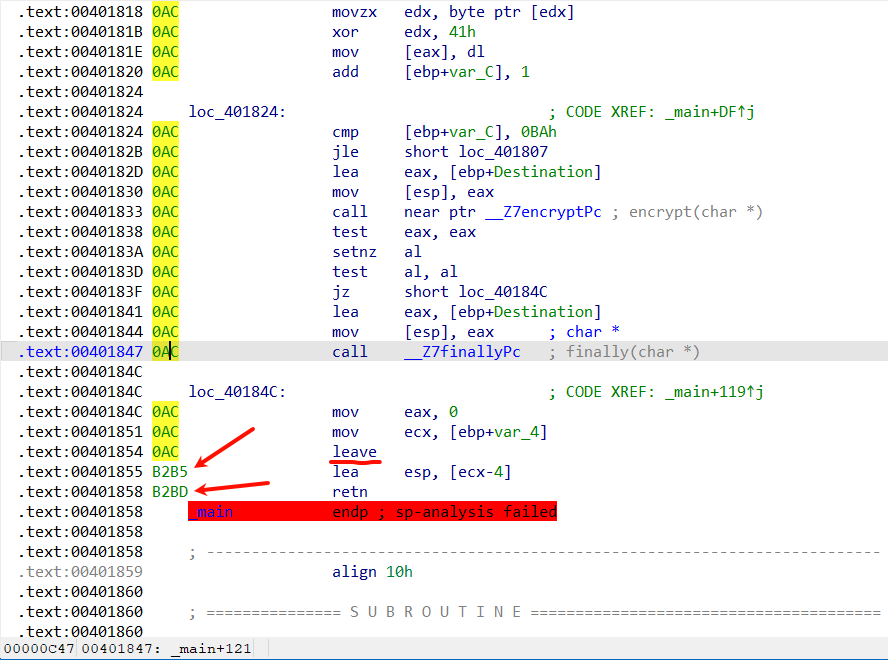 .text:00401818 0AC movzx edx, byte ptr [edx]
.text:0040181B 0AC xor edx, 41h
.text:0040181E 0AC mov [eax], dl
.text:00401820 0AC add [ebp+var_C], 1
.text:00401824
.text:00401824 loc_401824: ; CODE XREF: _main+DF↑j
.text:00401824 0AC cmp [ebp+var_C], 0BAh
.text:0040182B 0AC jle short loc_401807
.text:0040182D 0AC lea eax, [ebp+Destination]
.text:00401830 0AC mov [esp], eax
.text:00401833 0AC call near ptr __Z7encryptPc ; encrypt(char *)
.text:00401838 0AC test eax, eax
.text:0040183A 0AC setnz al
.text:0040183D 0AC test al, al
.text:0040183F 0AC jz short loc_40184C
.text:00401841 0AC lea eax, [ebp+Destination]
.text:00401844 0AC mov [esp], eax ; char *
.text:00401847 0AC call __Z7finallyPc ; finally(char *)
.text:0040184C
.text:0040184C loc_40184C: ; CODE XREF: _main+119↑j
.text:0040184C 0AC mov eax, 0
.text:00401851 0AC mov ecx, [ebp+var_4]
.text:00401854 0AC leave
.text:00401855 B2B5 lea esp, [ecx-4]
.text:00401858 B2BD retn
.text:00401858 _main endp ; sp-analysis failed
.text:00401858
.text:00401858 ; ---------------------------------------------------------------------------
.text:00401859 align 10h
.text:00401860
.text:00401860 ; =============== S U B R O U T I N E =======================================
.text:00401860
00000C47 00401847: _main+121